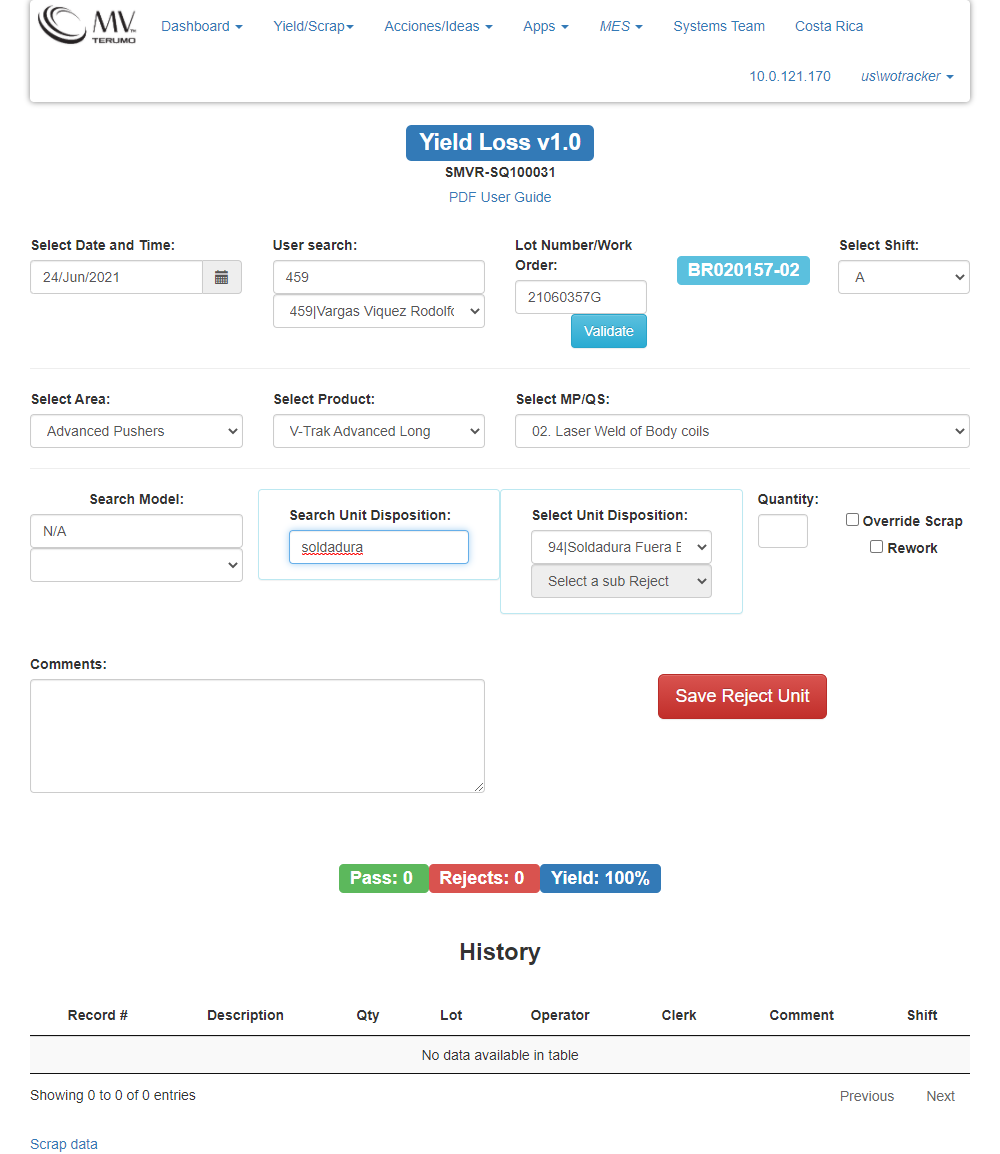 MV
TERUMO
Dashboard
Yield/Scrap
Acciones/Ideas
Apps
MES
Systems Team
Costa Rica
10.0.121.170
us\wotracker
Yield Loss v1.0
SMVR-SQ100031
PDF User Guide
Select Date and Time:
24/Jun/2021
User search:
459
459|Vargas Viquez Rodolfo
Lot Number/Work
Order:
21060357G
Validate
BR020157-02
Select Shift:
A
Select Area:
Advanced Pushers
Select Product:
V-Trak Advanced Long
Select MP/QS:
02. Laser Weld of Body coils
Search Model:
N/A
Search Unit Disposition:
soldadura
Select Unit Disposition:
94|Soldadura Fuera E
Select a sub Reject
Quantity:
Override Scrap
Rework
Comments:
Save Reject Unit
Pass: 0
Rejects: 0
Yield: 100%
History
Record # Description Qty Lot Operator Clerk Comment Shift
No data available in table
Showing 0 to 0 of 0 entries
Previous
Next
Scrap data